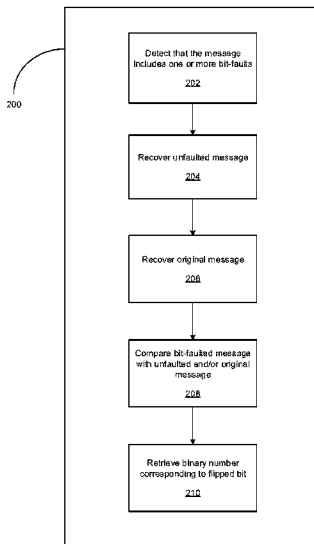 Detect that the message
includes one or more bit-faults
202
200
Recover unfaulted message
204
Recover original message
206
Compare bit-faulted message
with unfaulted and/or original
message
208
Retrieve binary number
corresponding to flipped bit
210